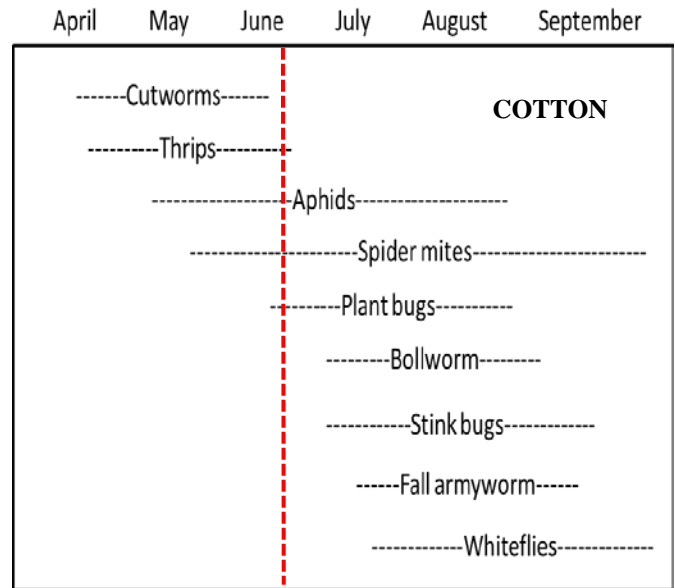 April May June July August September
Cutworms COTTON
Thrips
Aphids
Spider mites
Plant bugs
Bollworm
Stink bugs
Fall armyworm
Whiteflies